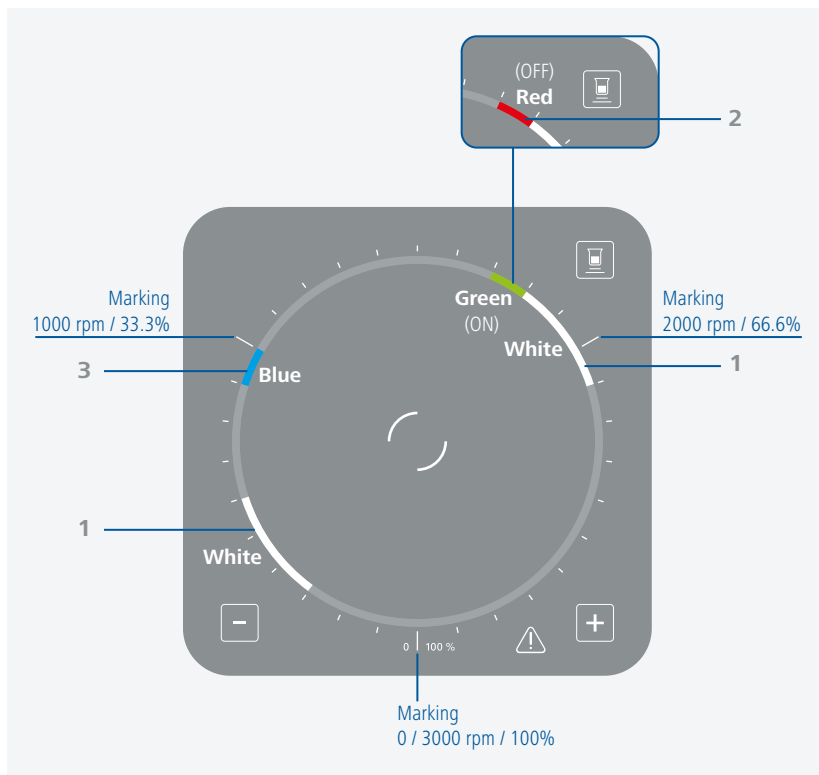 (OFF)
Red
2
Marking
1000 rpm / 33.3%
Green
(ON)
White
Marking
2000 rpm / 66.6%
3
Blue
1
1
White
-
+
0 100 %
Marking
0 / 3000 rpm / 100%